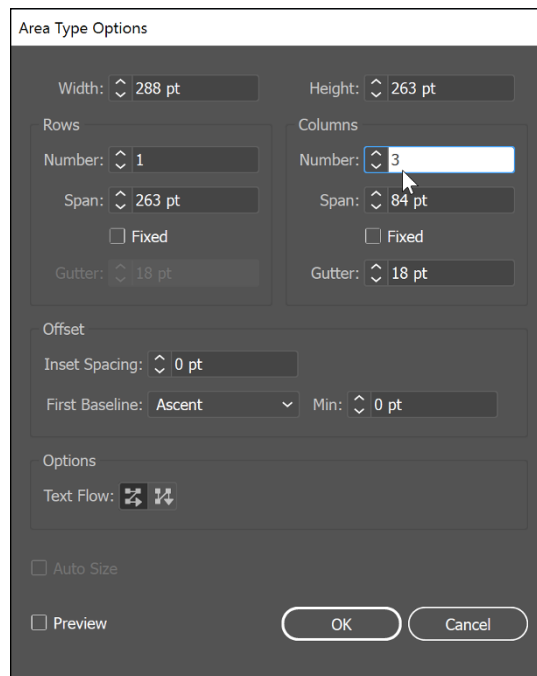 Area Type Options
Width: 288 pt Height: 263 pt
Rows Columns
Number: 1 Number: 3
Span: 263 pt Span: 84 pt
Fixed Fixed
Gutter: 18 pt Gutter: 18 pt
Offset
Inset Spacing: 0 pt
First Baseline: Ascent Min: 0 pt
Options
Text Flow:
Auto Size
Preview OK Cancel